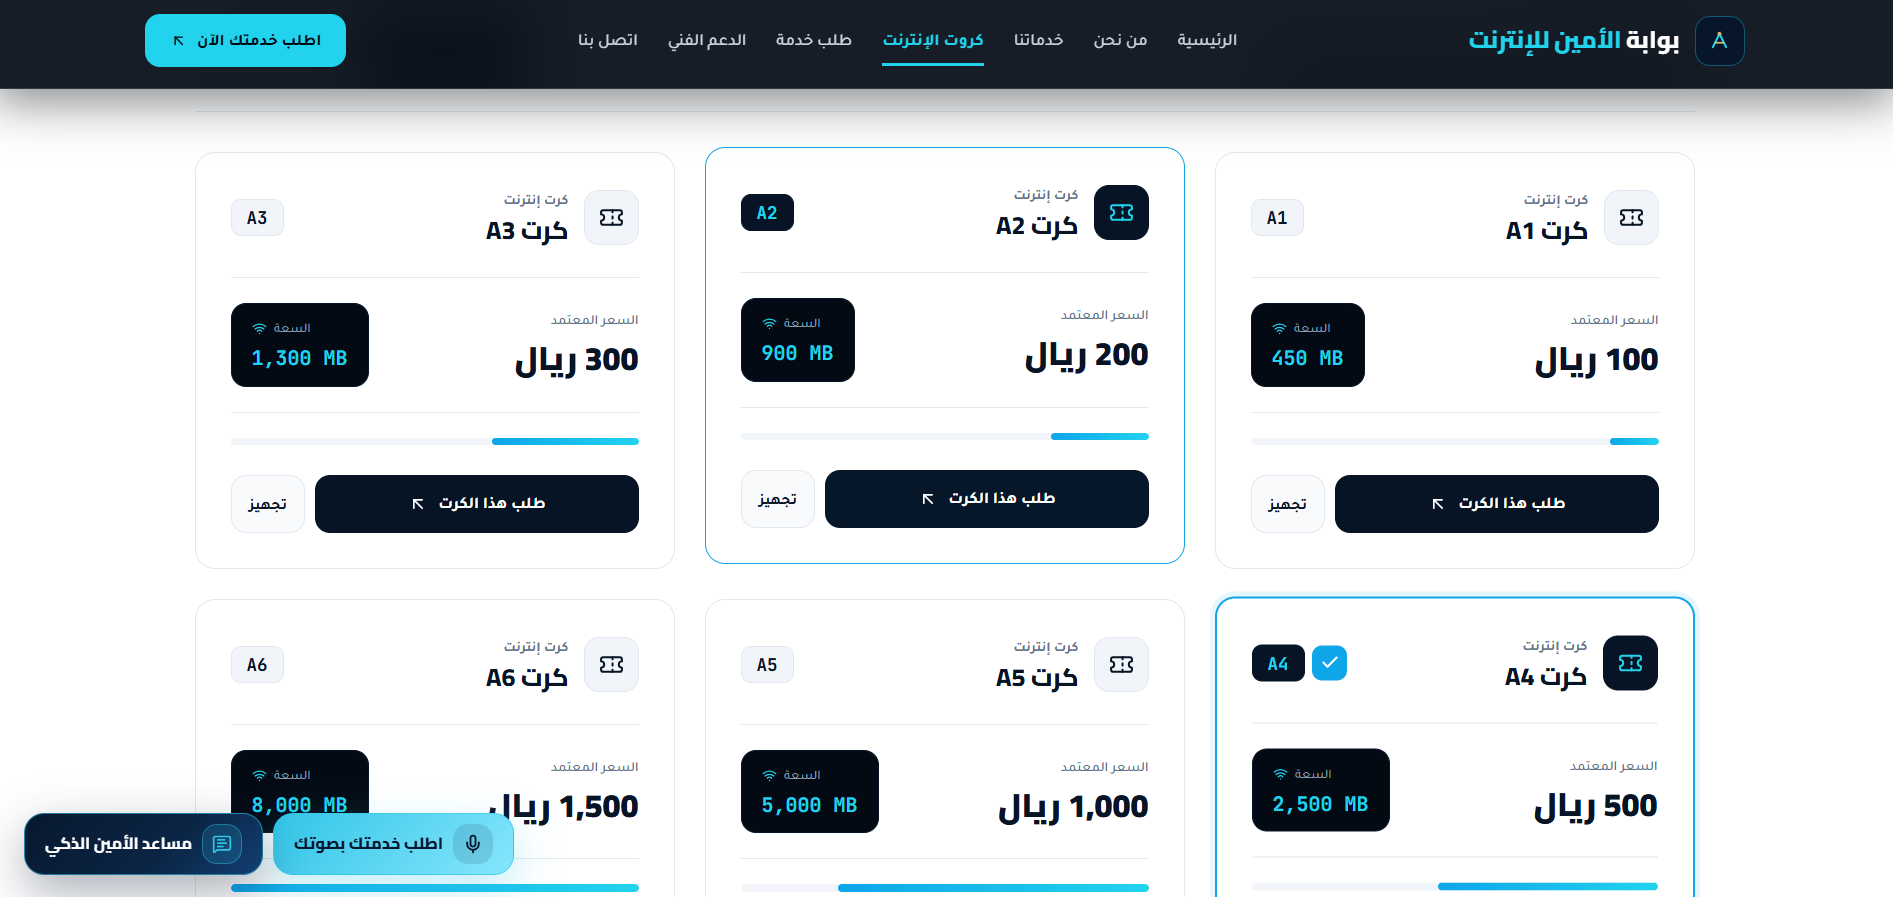 بوابة الأمين للإنترنت
الرئيسية
من نحن
خدماتنا
كروت الإنترنت
طلب خدمة
الدعم الفني
اتصل بنا
اطلب خدمتك الآن
كرت إنترنت
كرت A1
A1
السعر المعتمد
100 ريال
السعة
450 MB
طلب هذا الكرت
تجهيز
كرت إنترنت
كرت A2
A2
السعر المعتمد
200 ريال
السعة
900 MB
طلب هذا الكرت
تجهيز
كرت إنترنت
كرت A3
A3
السعر المعتمد
300 ريال
السعة
1,300 MB
طلب هذا الكرت
تجهيز
كرت إنترنت
كرت A4
A4
السعر المعتمد
500 ريال
السعة
2,500 MB
كرت إنترنت
كرت A5
A5
السعر المعتمد
1,000 ريال
السعة
5,000 MB
كرت إنترنت
كرت A6
A6
السعر المعتمد
1,500 ريال
السعة
8,000 MB
اطلب خدمتك بصوتك
مساعد الأمين الذكي